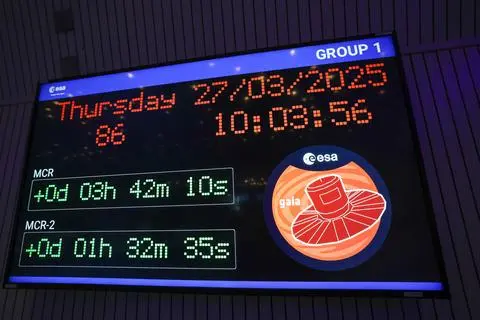 esa
GROUP 1
Thursday 27/03/2025
86 10:03:56
MCR
+0d 03h 42m 10s
MCR-2
+0d 01h 32m 35s
esa
gaia